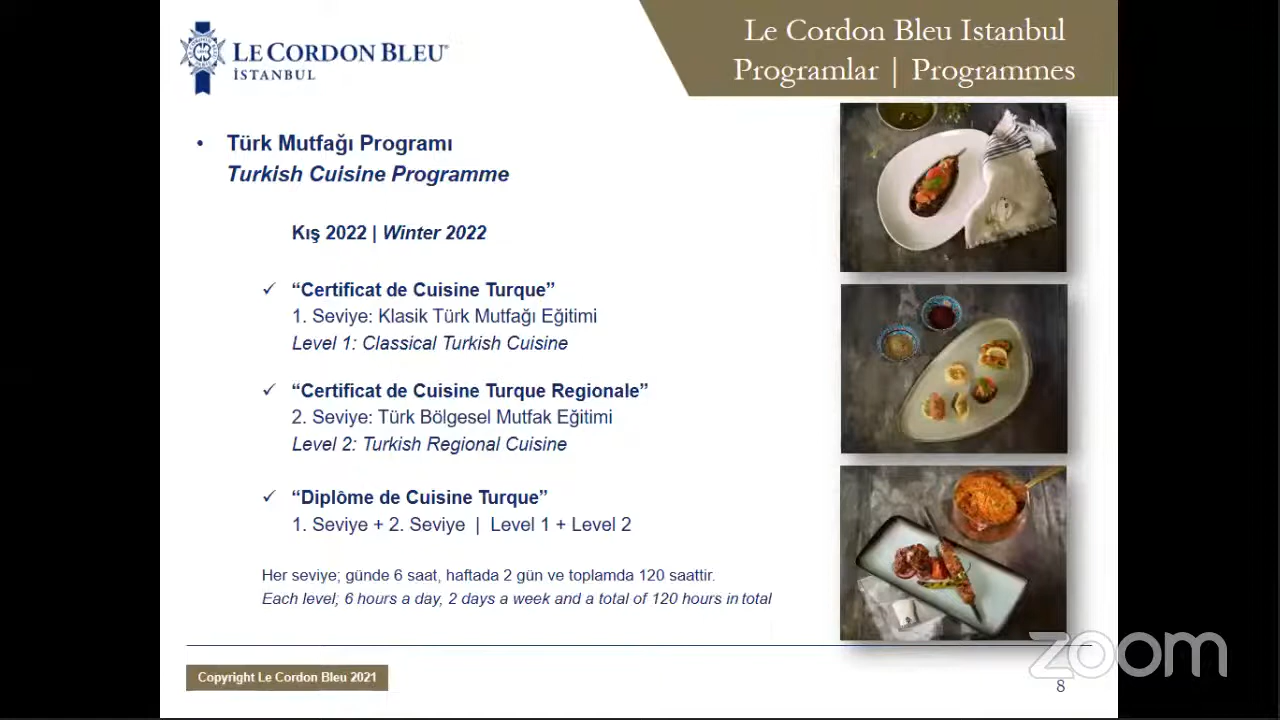 LE CORDON BLEU®
İSTANBUL
Le Cordon Bleu Istanbul
Programlar | Programmes
• Türk Mutfağı Programı
Turkish Cuisine Programme
Kış 2022 | Winter 2022
✓ “Certificat de Cuisine Turque”
1. Seviye: Klasik Türk Mutfağı Eğitimi
Level 1: Classical Turkish Cuisine
✓ “Certificat de Cuisine Turque Regionale”
2. Seviye: Türk Bölgesel Mutfak Eğitimi
Level 2: Turkish Regional Cuisine
✓ “Diplôme de Cuisine Turque”
1. Seviye + 2. Seviye | Level 1 + Level 2
Her seviye; günde 6 saat, haftada 2 gün ve toplamda 120 saattir.
Each level; 6 hours a day, 2 days a week and a total of 120 hours in total
Copyright Le Cordon Bleu 2021
zoom
8